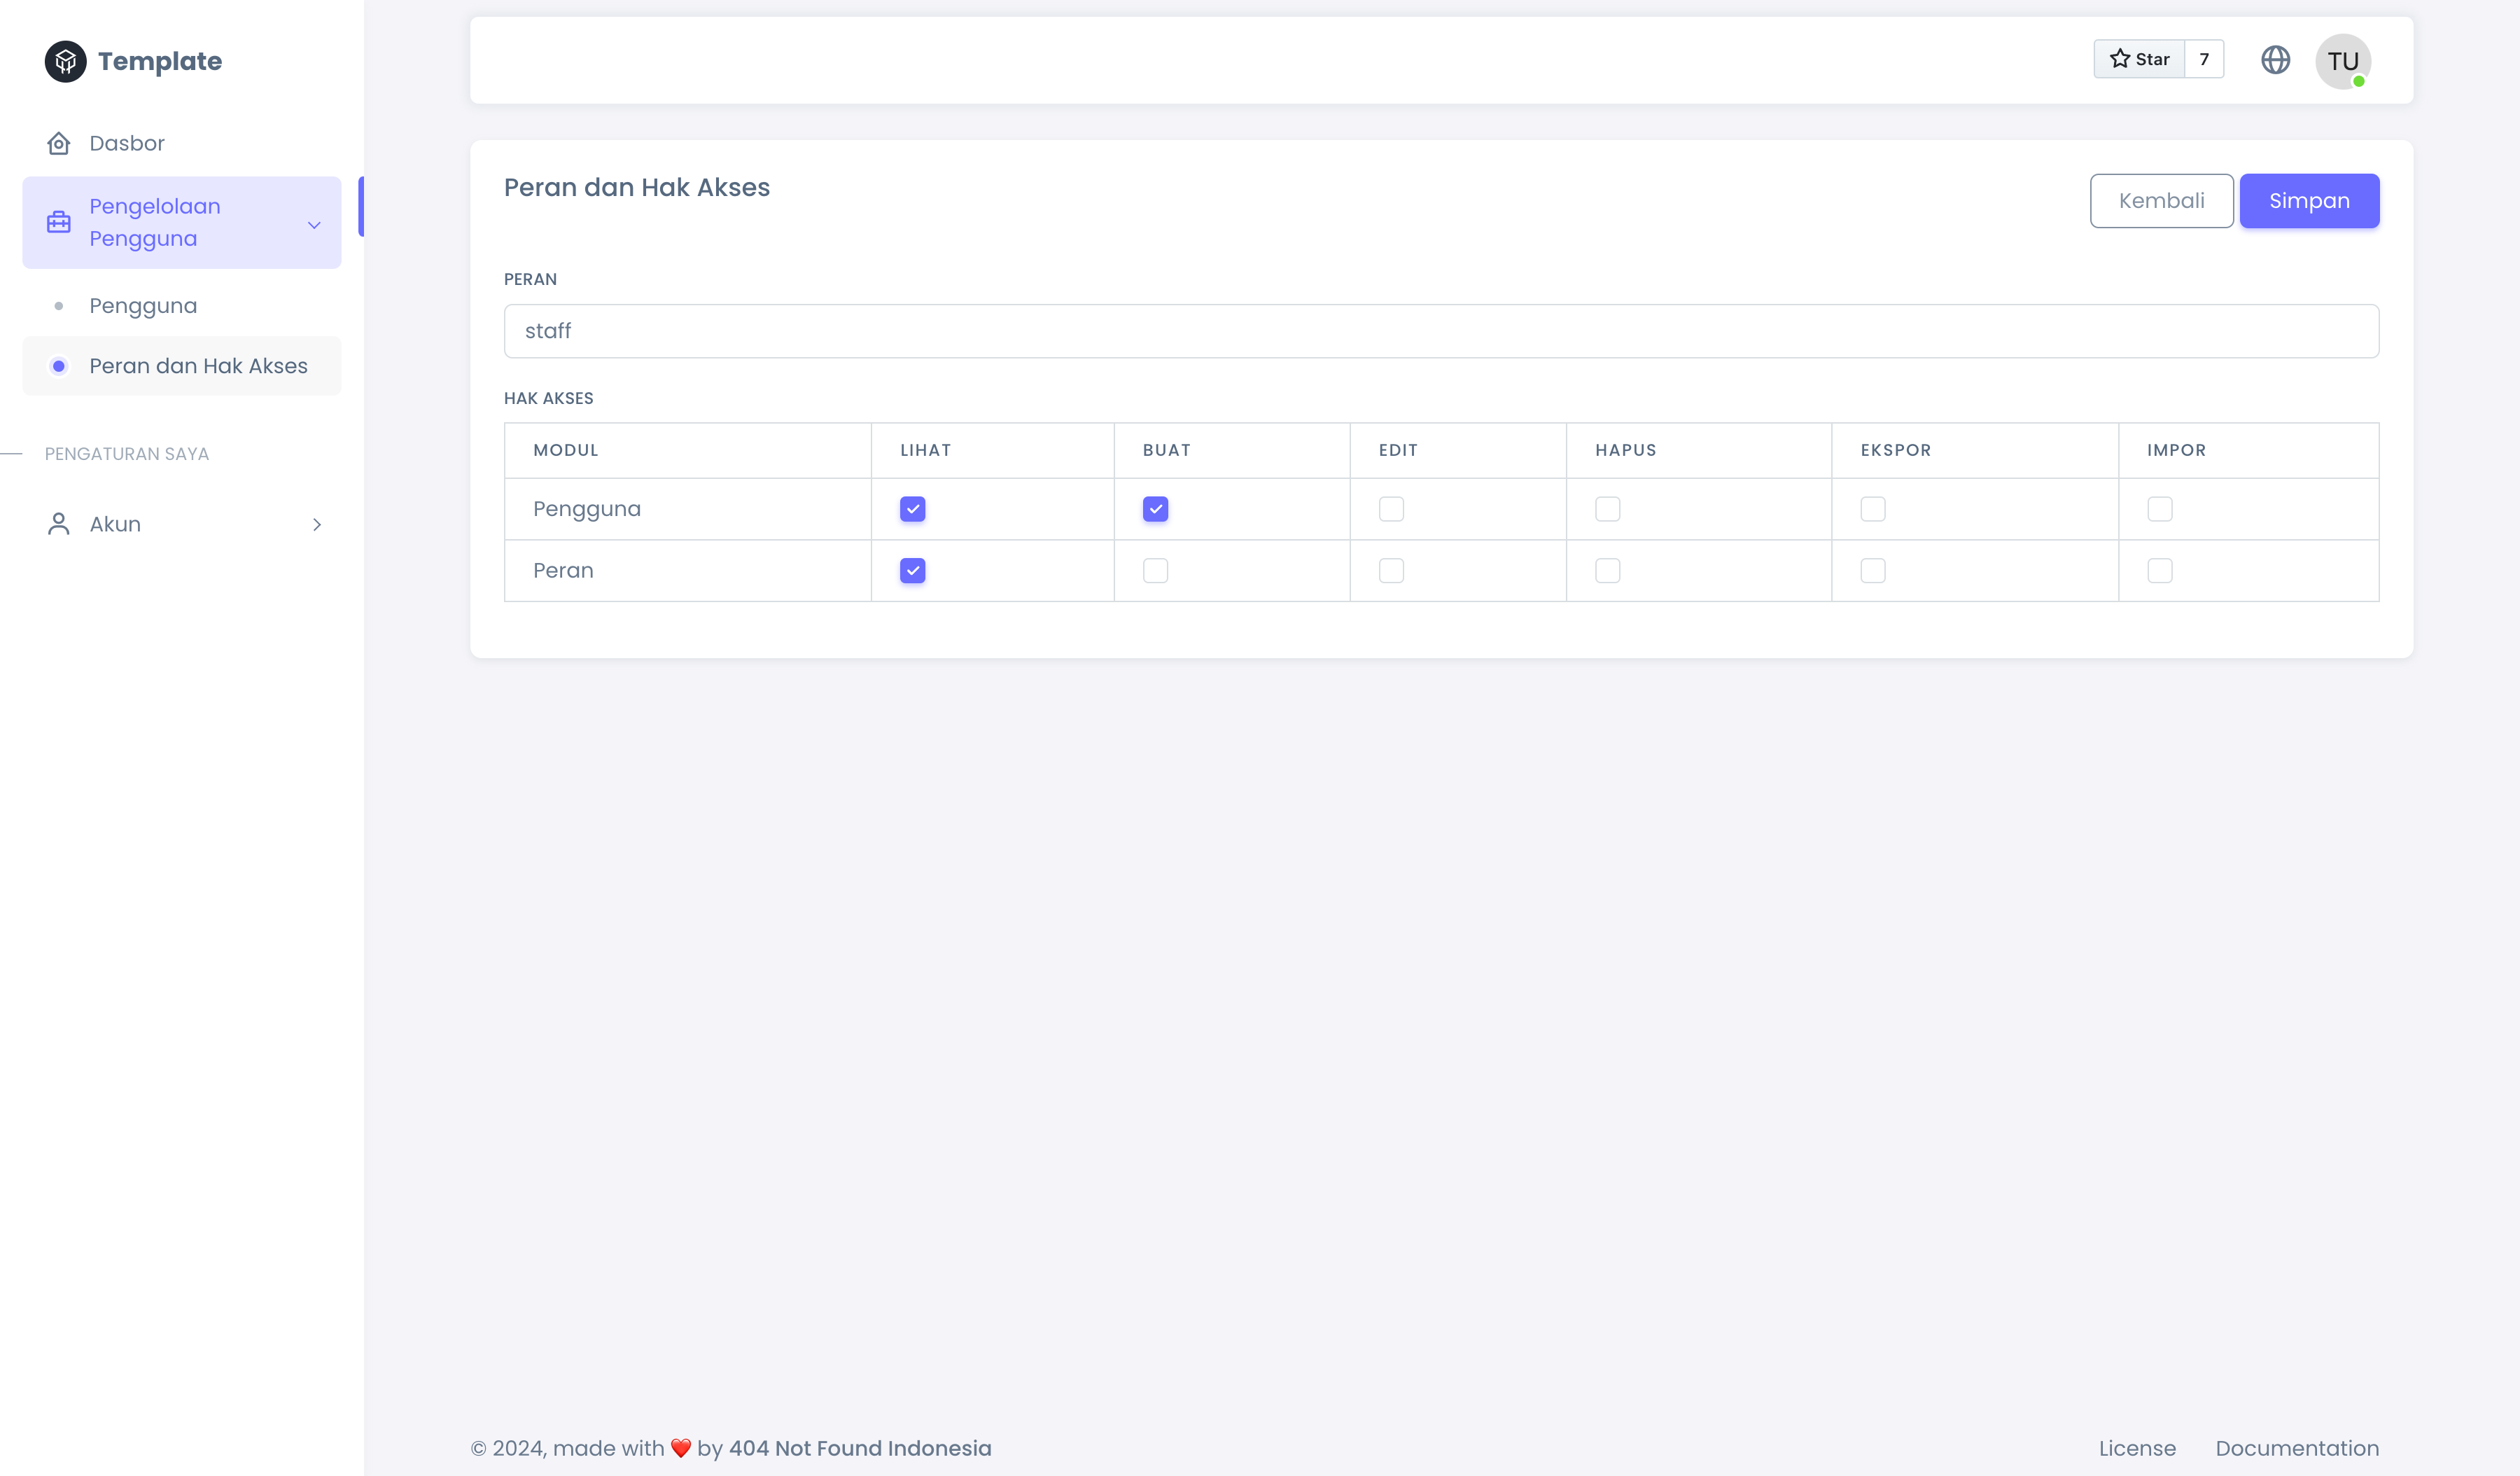 Template
Dasbor
Pengelolaan
Pengguna
Pengguna
Peran dan Hak Akses
PENGATURAN SAYA
Akun
Star 7
TU
Peran dan Hak Akses
Kembali Simpan
PERAN
staff
HAK AKSES
MODUL LIHAT BUAT EDIT HAPUS EKSPOR IMPOR
Pengguna
Peran
© 2024, made with ❤️ by 404 Not Found Indonesia
License Documentation